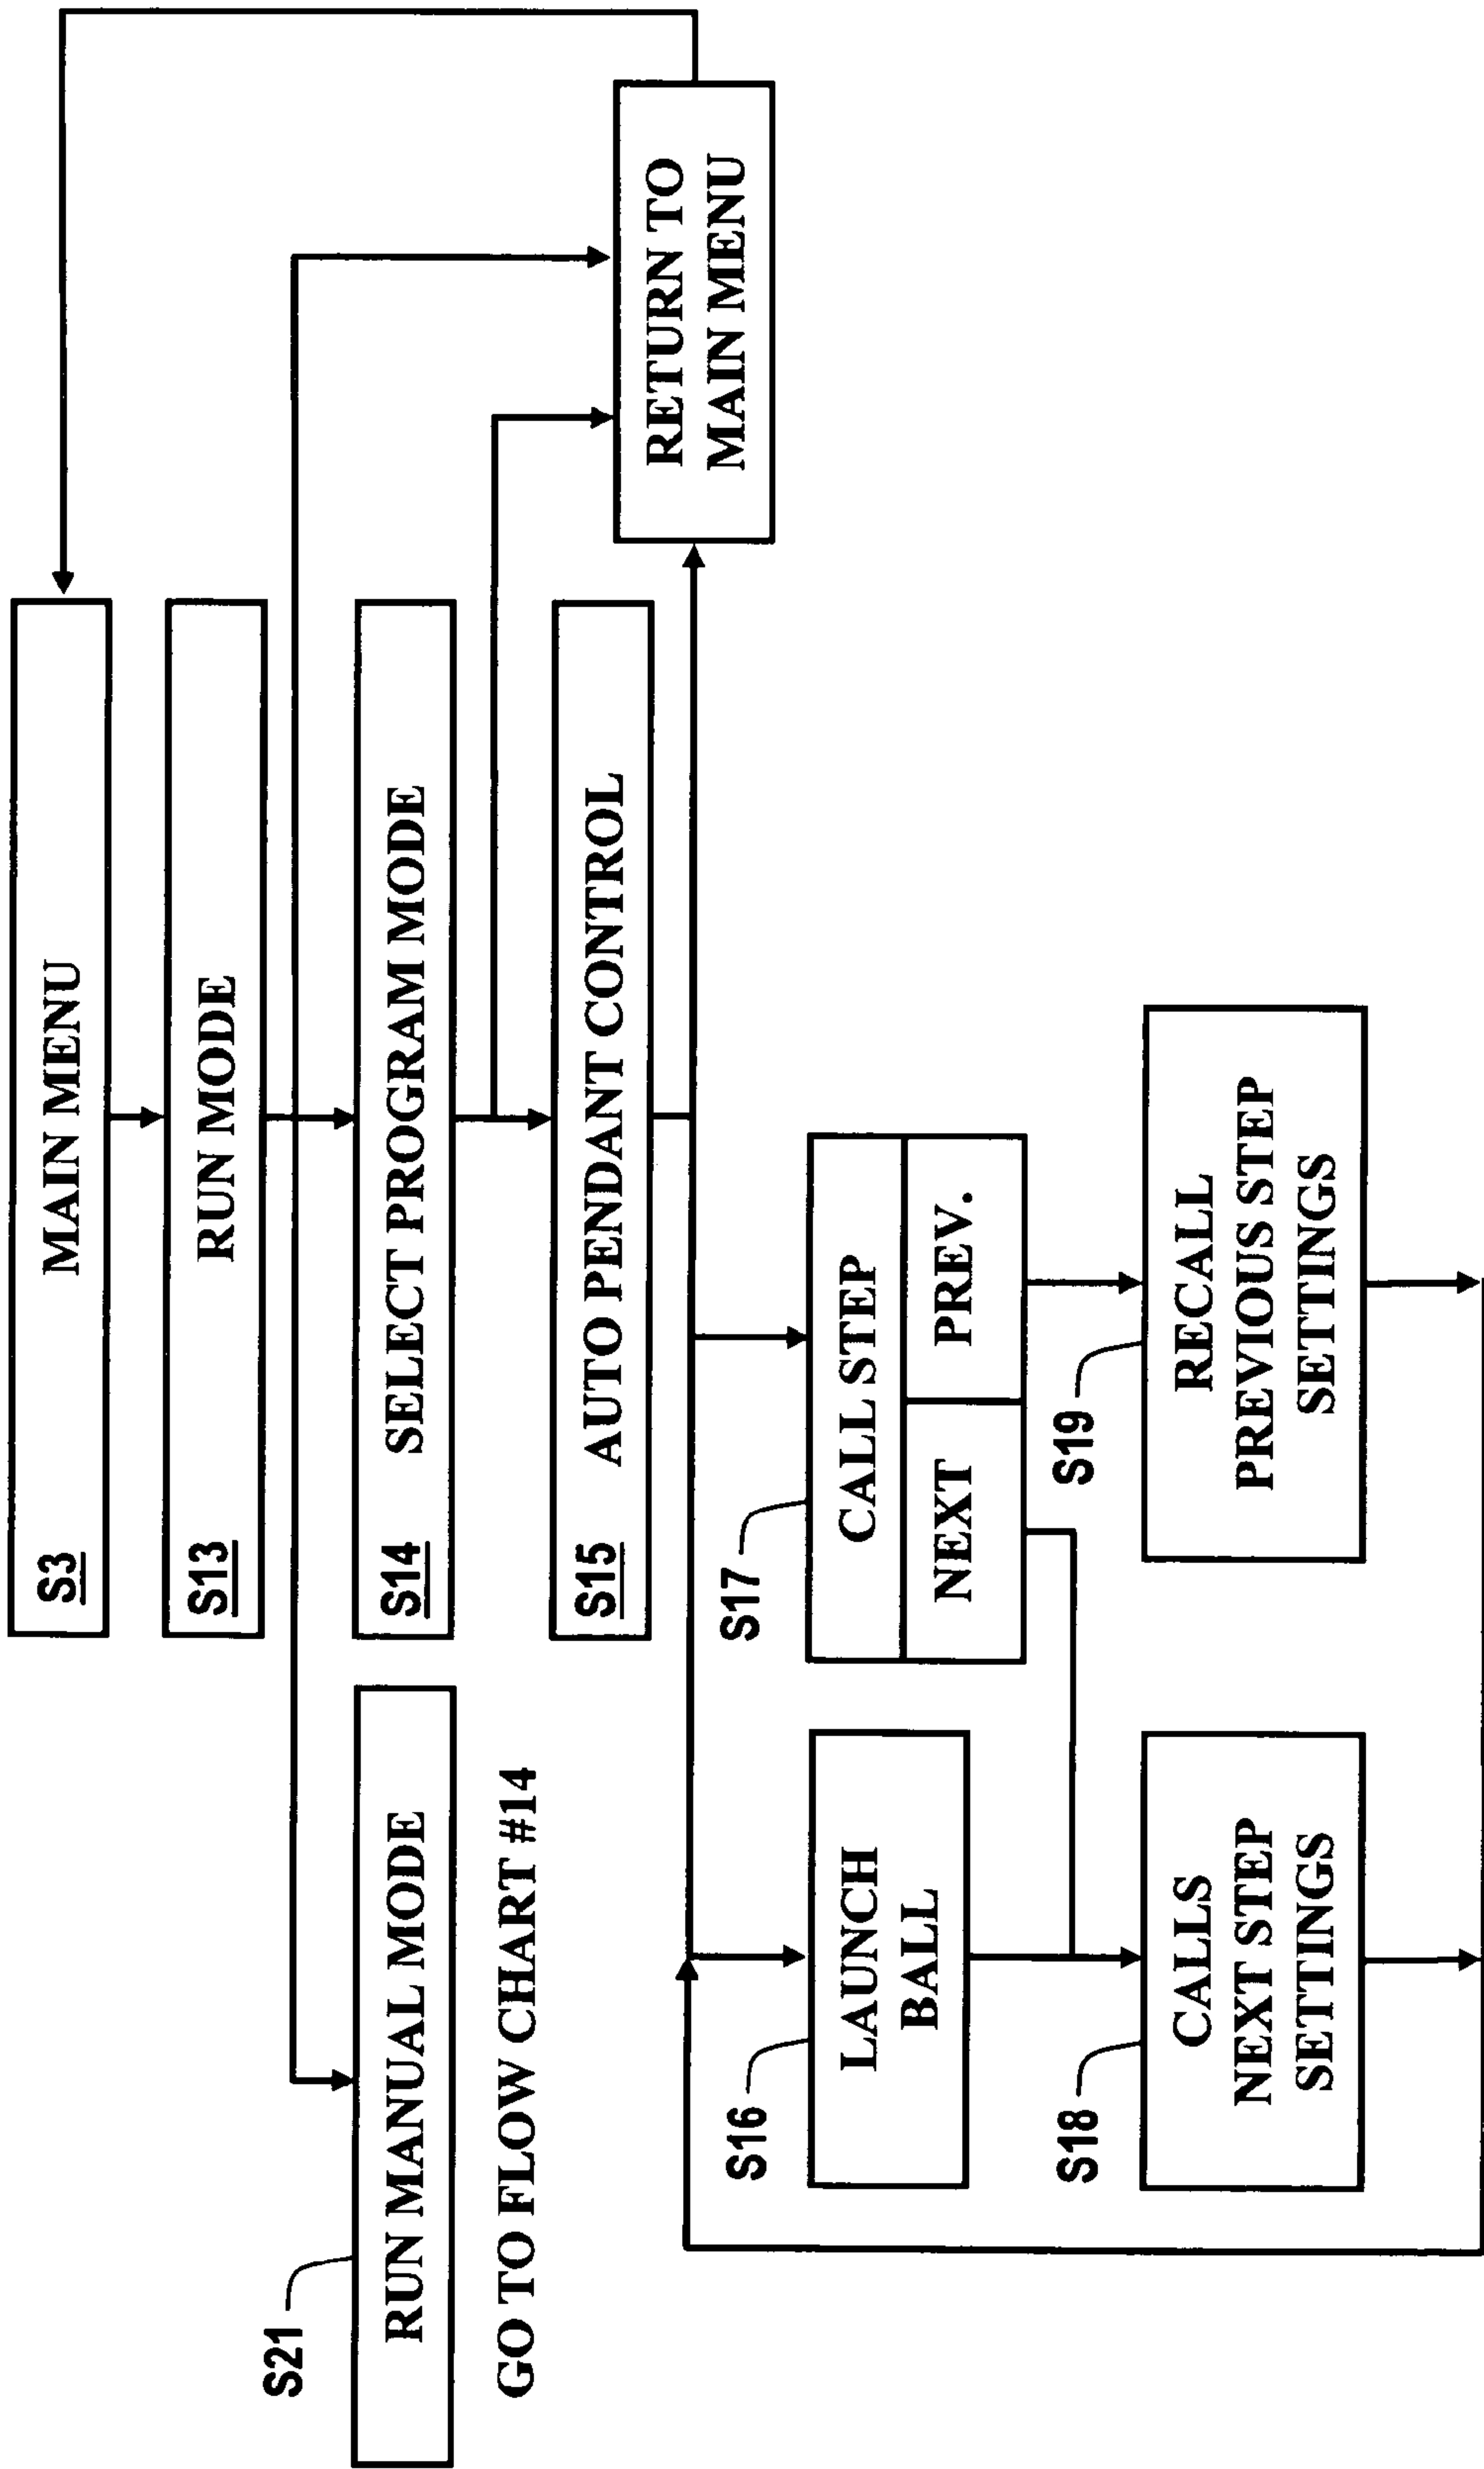 S3 MAIN MENU
S13 RUN MODE
S21
RUN MANUAL MODE
GO TO FLOW CHART #14
S14 SELECT PROGRAM MODE
S15 AUTO PENDANT CONTROL
RETURN TO
MAIN MENU
S16
LAUNCH
BALL
S17
CALL STEP
NEXT PREV.
S18
CALLS
NEXT STEP
SETTINGS
S19
RECALL
PREVIOUS STEP
SETTINGS